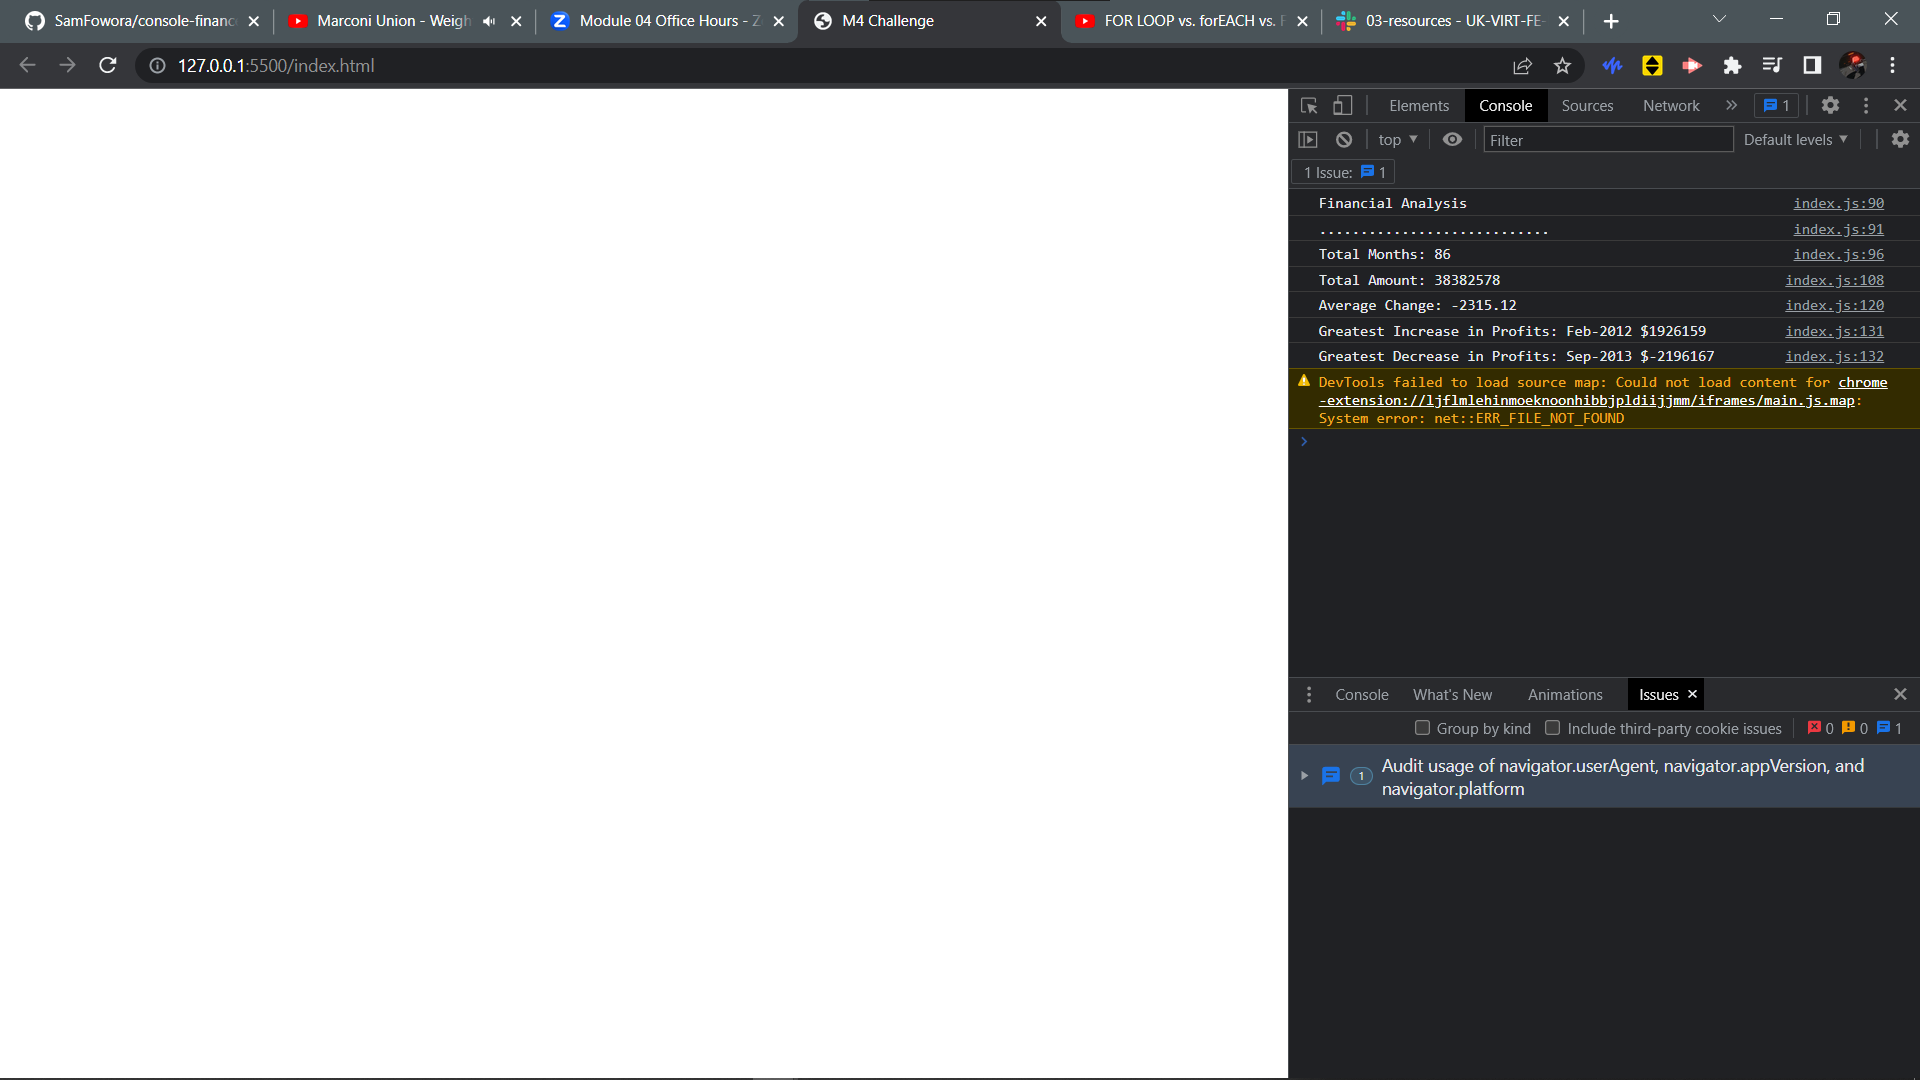 SamFowora/console-financ
Marconi Union - Weigh
Module 04 Office Hours - Z
M4 Challenge
FOR LOOP vs. forEACH vs. F
03-resources - UK-VIRT-FE-
127.0.0.1:5500/index.html
Elements Console Sources Network » 1
top Filter Default levels
1 Issue: 1
Financial Analysis index.js:90
............................ index.js:91
Total Months: 86 index.js:96
Total Amount: 38382578 index.js:108
Average Change: -2315.12 index.js:120
Greatest Increase in Profits: Feb-2012 $1926159 index.js:131
Greatest Decrease in Profits: Sep-2013 $-2196167 index.js:132
DevTools failed to load source map: Could not load content for chrome
-extension://ljflmlehinmoeknoonhibbjpldiijjmm/iframes/main.js.map:
System error: net::ERR_FILE_NOT_FOUND
Console What's New Animations Issues
Group by kind Include third-party cookie issues 0 0 1
1 Audit usage of navigator.userAgent, navigator.appVersion, and
navigator.platform